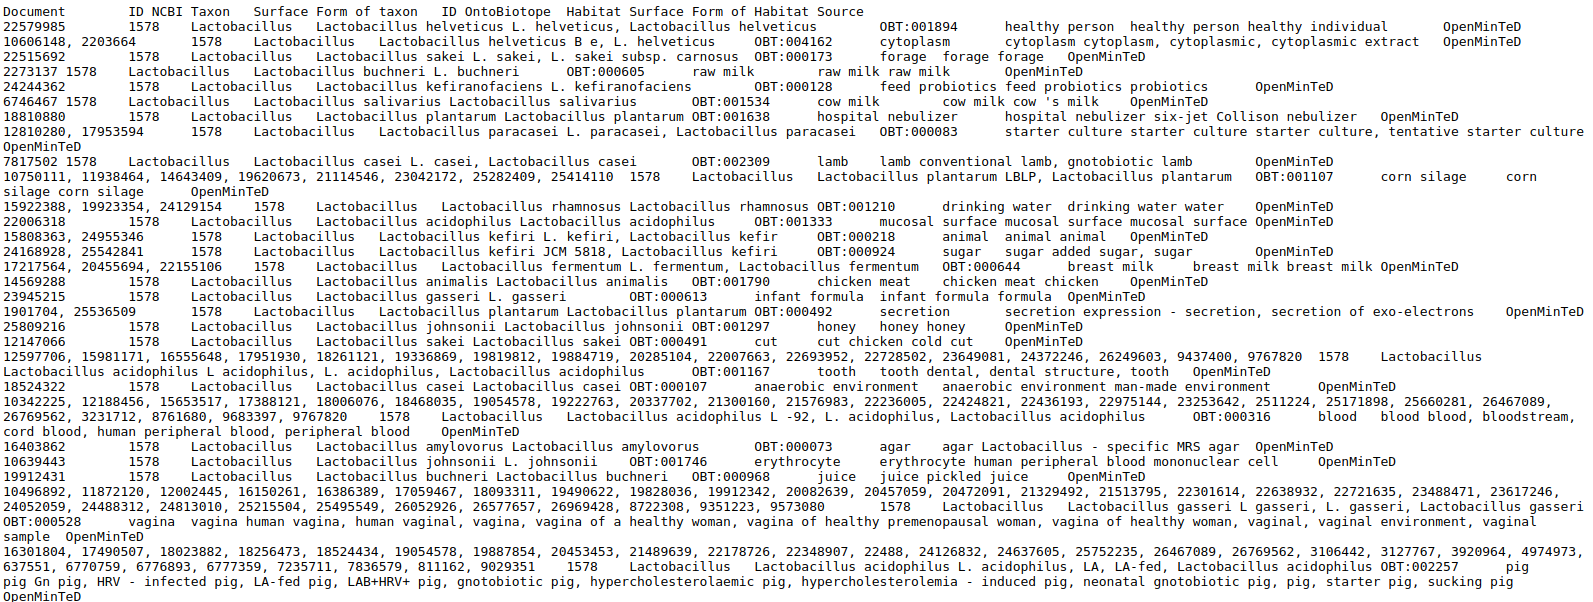 Document ID NCBI Taxon Surface Form of taxon ID OntoBiotope Habitat Surface Form of Habitat Source
22579985 1578 Lactobacillus Lactobacillus helveticus L. helveticus, Lactobacillus helveticus OBT:001894 healthy person healthy person healthy individual OpenMinTeD
10606148, 2203664 1578 Lactobacillus Lactobacillus helveticus B e, L. helveticus OBT:004162 cytoplasm cytoplasm cytoplasm, cytoplasmic, cytoplasmic extract OpenMinTeD
22515692 1578 Lactobacillus Lactobacillus sakei L. sakei, L. sakei subsp. carnosus OBT:000173 forage forage forage OpenMinTeD
2273137 1578 Lactobacillus Lactobacillus buchneri L. buchneri OBT:000605 raw milk raw milk raw milk OpenMinTeD
24244362 1578 Lactobacillus Lactobacillus kefiranofaciens L. kefiranofaciens OBT:000128 feed probiotics feed probiotics probiotics OpenMinTeD
6746467 1578 Lactobacillus Lactobacillus salivarius Lactobacillus salivarius OBT:001534 cow milk cow milk cow 's milk OpenMinTeD
18810880 1578 Lactobacillus Lactobacillus plantarum Lactobacillus plantarum OBT:001638 hospital nebulizer hospital nebulizer six-jet Collison nebulizer OpenMinTeD
12810280, 17953594 1578 Lactobacillus Lactobacillus paracasei L. paracasei, Lactobacillus paracasei OBT:000083 starter culture starter culture starter culture, tentative starter culture
OpenMinTeD
7817502 1578 Lactobacillus Lactobacillus casei L. casei, Lactobacillus casei OBT:002309 lamb lamb conventional lamb, gnotobiotic lamb OpenMinTeD
10750111, 11938464, 14643409, 19620673, 21114546, 23042172, 25282409, 25414110 1578 Lactobacillus Lactobacillus plantarum LBLP, Lactobacillus plantarum OBT:001107 corn silage corn
silage corn silage OpenMinTeD
15922388, 19923354, 24129154 1578 Lactobacillus Lactobacillus rhamnosus Lactobacillus rhamnosus OBT:001210 drinking water drinking water water OpenMinTeD
22006318 1578 Lactobacillus Lactobacillus acidophilus Lactobacillus acidophilus OBT:001333 mucosal surface mucosal surface mucosal surface OpenMinTeD
15808363, 24955346 1578 Lactobacillus Lactobacillus kefiri L. kefiri, Lactobacillus kefir OBT:000218 animal animal animal OpenMinTeD
24168928, 25542841 1578 Lactobacillus Lactobacillus kefiri JCM 5818, Lactobacillus kefiri OBT:000924 sugar sugar added sugar, sugar OpenMinTeD
17217564, 20455694, 22155106 1578 Lactobacillus Lactobacillus fermentum L. fermentum, Lactobacillus fermentum OBT:000644 breast milk breast milk breast milk OpenMinTeD
14569288 1578 Lactobacillus Lactobacillus animalis Lactobacillus animalis OBT:001790 chicken meat chicken meat chicken OpenMinTeD
23945215 1578 Lactobacillus Lactobacillus gasseri L. gasseri OBT:000613 infant formula infant formula formula OpenMinTeD
1901704, 25536509 1578 Lactobacillus Lactobacillus plantarum Lactobacillus plantarum OBT:000492 secretion secretion expression - secretion, secretion of exo-electrons OpenMinTeD
25809216 1578 Lactobacillus Lactobacillus johnsonii Lactobacillus johnsonii OBT:001297 honey honey honey OpenMinTeD
12147066 1578 Lactobacillus Lactobacillus sakei Lactobacillus sakei OBT:000491 cut cut chicken cold cut OpenMinTeD
12597706, 15981171, 16555648, 17951930, 18261121, 19336869, 19819812, 19884719, 20285104, 22007663, 22693952, 22728502, 23649081, 24372246, 26249603, 9437400, 9767820 1578 Lactobacillus
Lactobacillus acidophilus L acidophilus, L. acidophilus, Lactobacillus acidophilus OBT:001167 tooth tooth dental, dental structure, tooth OpenMinTeD
18524322 1578 Lactobacillus Lactobacillus casei Lactobacillus casei OBT:000107 anaerobic environment anaerobic environment man-made environment OpenMinTeD
10342225, 12188456, 15653517, 17388121, 18006076, 18468035, 19054578, 19222763, 20337702, 21300160, 21576983, 22236005, 22424821, 22436193, 22975144, 23253642, 2511224, 25171898, 25660281, 26467089,
26769562, 3231712, 8761680, 9683397, 9767820 1578 Lactobacillus Lactobacillus acidophilus L -92, L. acidophilus, Lactobacillus acidophilus OBT:000316 blood blood blood, bloodstream,
cord blood, human peripheral blood, peripheral blood OpenMinTeD
16403862 1578 Lactobacillus Lactobacillus amylovorus Lactobacillus amylovorus OBT:000073 agar agar Lactobacillus - specific MRS agar OpenMinTeD
10639443 1578 Lactobacillus Lactobacillus johnsonii L. johnsonii OBT:001746 erythrocyte erythrocyte human peripheral blood mononuclear cell OpenMinTeD
19912431 1578 Lactobacillus Lactobacillus buchneri Lactobacillus buchneri OBT:000968 juice juice pickled juice OpenMinTeD
10496892, 11872120, 12002445, 16150261, 16386389, 17059467, 18093311, 19490622, 19828036, 19912342, 20082639, 20457059, 20472091, 21329492, 21513795, 22301614, 22638932, 22721635, 23488471, 23617246,
24052059, 24488312, 24813010, 25215504, 25495549, 26052926, 26577657, 26969428, 8722308, 9351223, 9573080 1578 Lactobacillus Lactobacillus gasseri L gasseri, L. gasseri, Lactobacillus gasseri
OBT:000528 vagina vagina human vagina, human vaginal, vagina, vagina of a healthy woman, vagina of healthy premenopausal woman, vagina of healthy woman, vaginal, vaginal environment, vaginal
sample OpenMinTeD
16301804, 17490507, 18023882, 18256473, 18524434, 19054578, 19887854, 20453453, 21489639, 22178726, 22348907, 22488, 24126832, 24637605, 25752235, 26467089, 26769562, 3106442, 3127767, 3920964, 4974973,
637551, 6770759, 6776893, 6777359, 7235711, 7836579, 811162, 9029351 1578 Lactobacillus Lactobacillus acidophilus L. acidophilus, LA, LA-fed, Lactobacillus acidophilus OBT:002257 pig
pig Gn pig, HRV - infected pig, LA-fed pig, LAB+HRV+ pig, gnotobiotic pig, hypercholesterolaemic pig, hypercholesterolemia - induced pig, neonatal gnotobiotic pig, pig, starter pig, sucking pig
OpenMinTeD